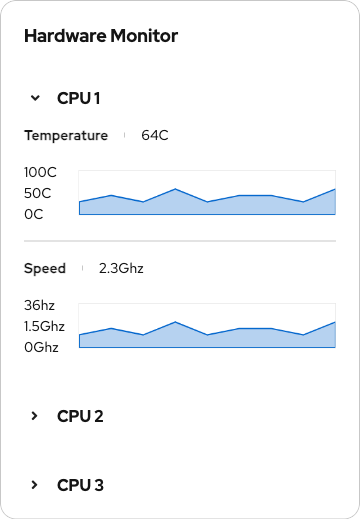 Hardware Monitor
CPU 1
Temperature 64C
100C
50C
0C
Speed 2.3Ghz
36hz
1.5Ghz
0Ghz
CPU 2
CPU 3